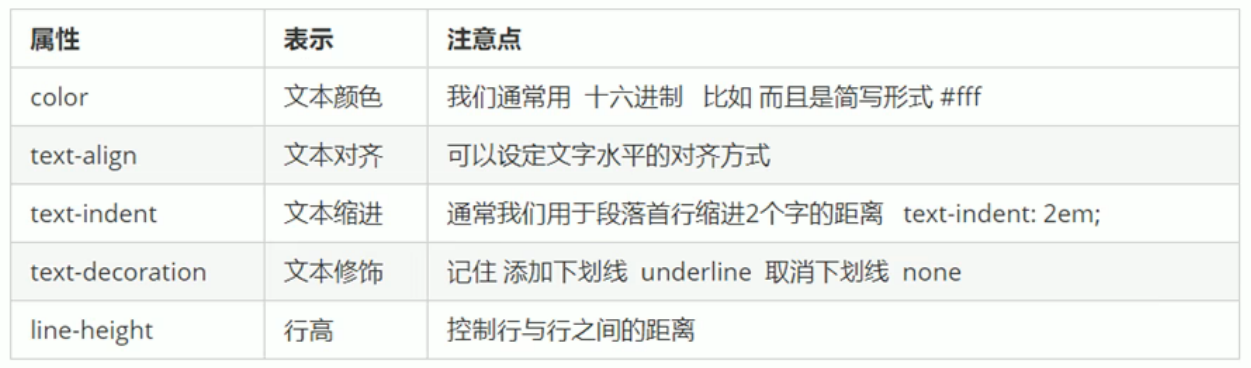 属性 表示 注意点
color 文本颜色 我们通常用 十六进制 比如 而且是简写形式 #fff
text-align 文本对齐 可以设定文字水平的对齐方式
text-indent 文本缩进 通常我们用于段落首行缩进2个字的距离 text-indent: 2em;
text-decoration 文本修饰 记住 添加下划线 underline 取消下划线 none
line-height 行高 控制行与行之间的距离